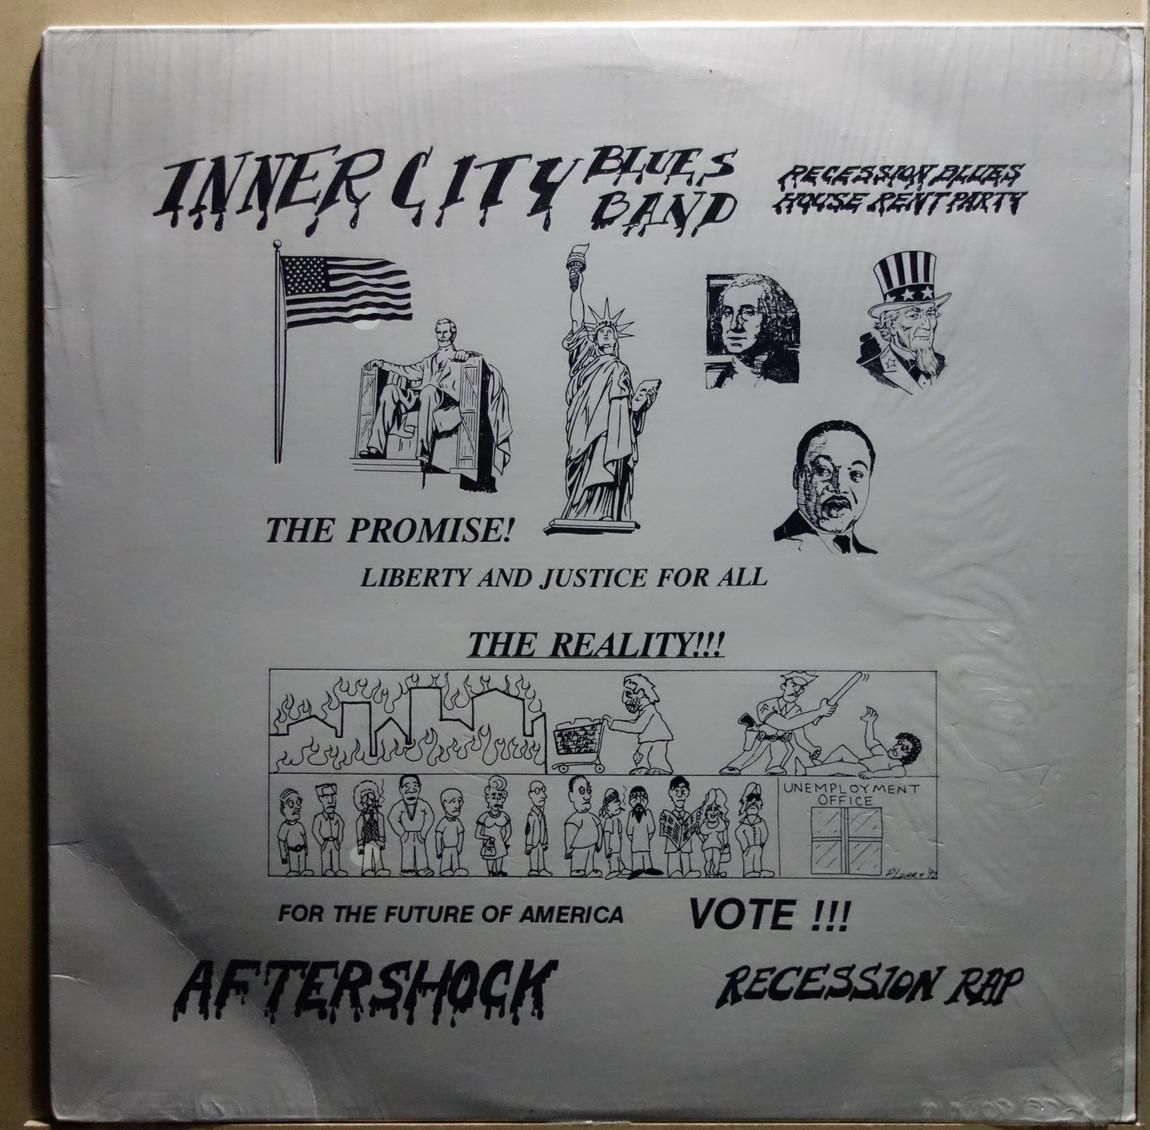 INNER CITY BLUES BAND
RECESSION BLUES
HOUSE RENT PARTY
THE PROMISE!
LIBERTY AND JUSTICE FOR ALL
THE REALITY!!!
UNEMPLOYMENT
OFFICE
FOR THE FUTURE OF AMERICA
VOTE !!!
AFTERSHOCK
RECESSION RAP